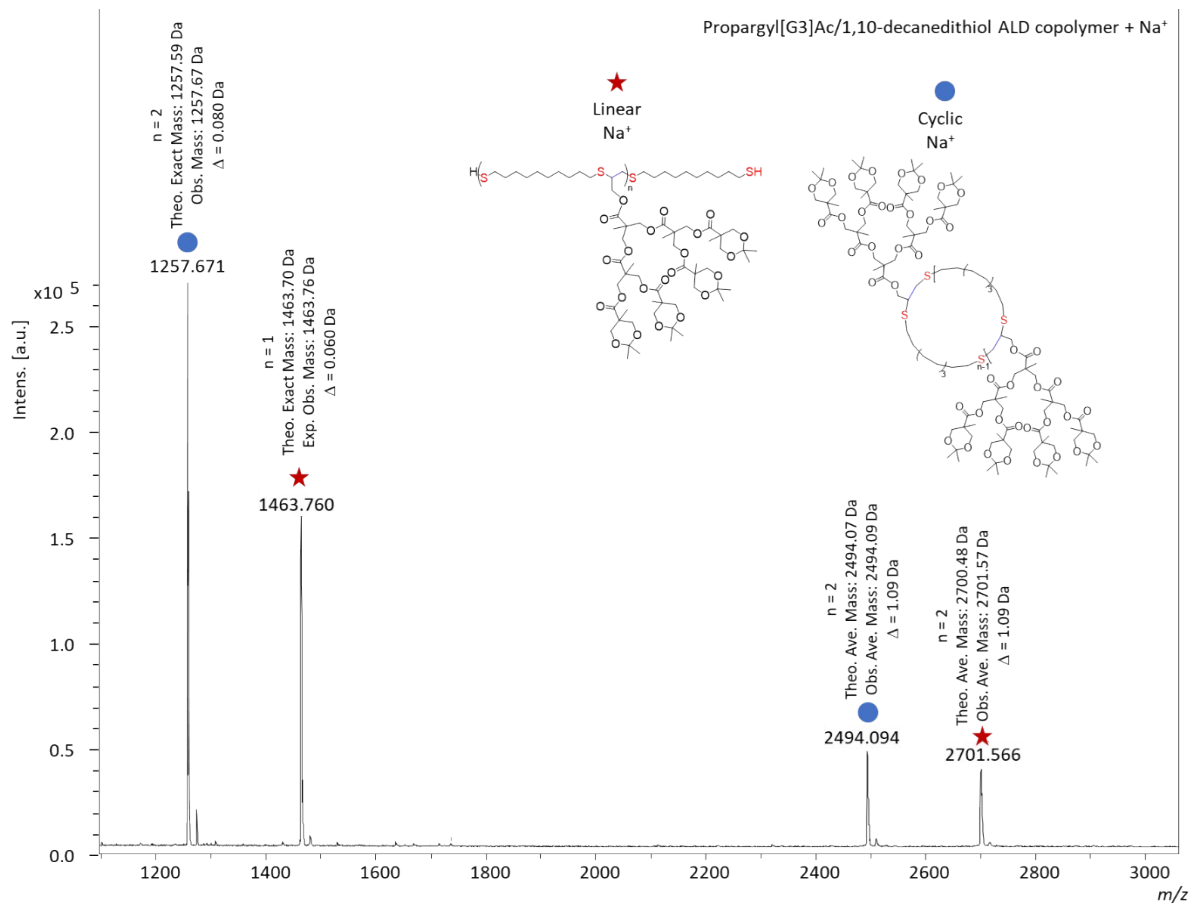 Propargyl[G3]Ac/1,10-decanedithiol ALD copolymer + Na⁺
n = 2
Theo. Exact Mass: 1257.59 Da
Obs. Mass: 1257.67 Da
Δ = 0.080 Da
1257.671
n = 1
Theo. Exact Mass: 1463.70 Da
Exp. Obs. Mass: 1463.76 Da
Δ = 0.060 Da
1463.760
Linear
Na⁺
H
S
S
S
n
SH
Cyclic
Na⁺
S
3
S
S
S
n-1
3
n = 2
Theo. Ave. Mass: 2494.07 Da
Obs. Ave. Mass: 2494.09 Da
Δ = 1.09 Da
2494.094
n = 2
Theo. Ave. Mass: 2700.48 Da
Obs. Ave. Mass: 2701.57 Da
Δ = 1.09 Da
2701.566
x10 5
Intens. [a.u.]
2.5
2.0
1.5
1.0
0.5
0.0
1200 1400 1600 1800 2000 2200 2400 2600 2800 3000
m/z